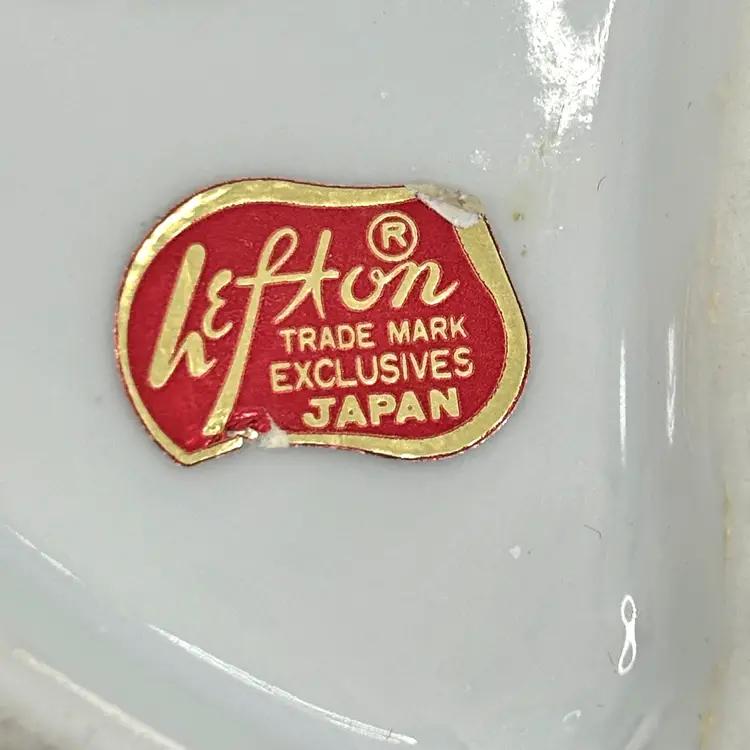 Lefton ®
TRADE MARK
EXCLUSIVES
JAPAN